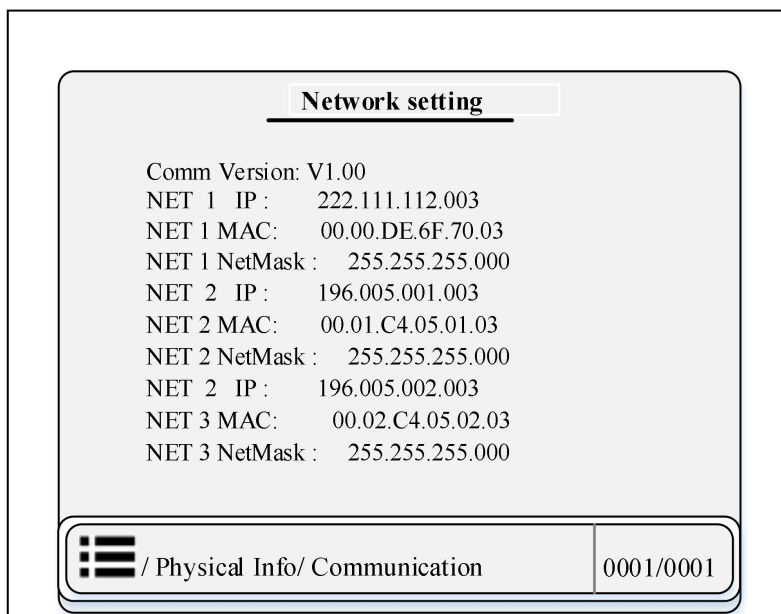 Network setting
Comm Version: V1.00
NET 1 IP : 222.111.112.003
NET 1 MAC: 00.00.DE.6F.70.03
NET 1 NetMask : 255.255.255.000
NET 2 IP : 196.005.001.003
NET 2 MAC: 00.01.C4.05.01.03
NET 2 NetMask : 255.255.255.000
NET 2 IP : 196.005.002.003
NET 3 MAC: 00.02.C4.05.02.03
NET 3 NetMask : 255.255.255.000
/ Physical Info/ Communication 0001/0001